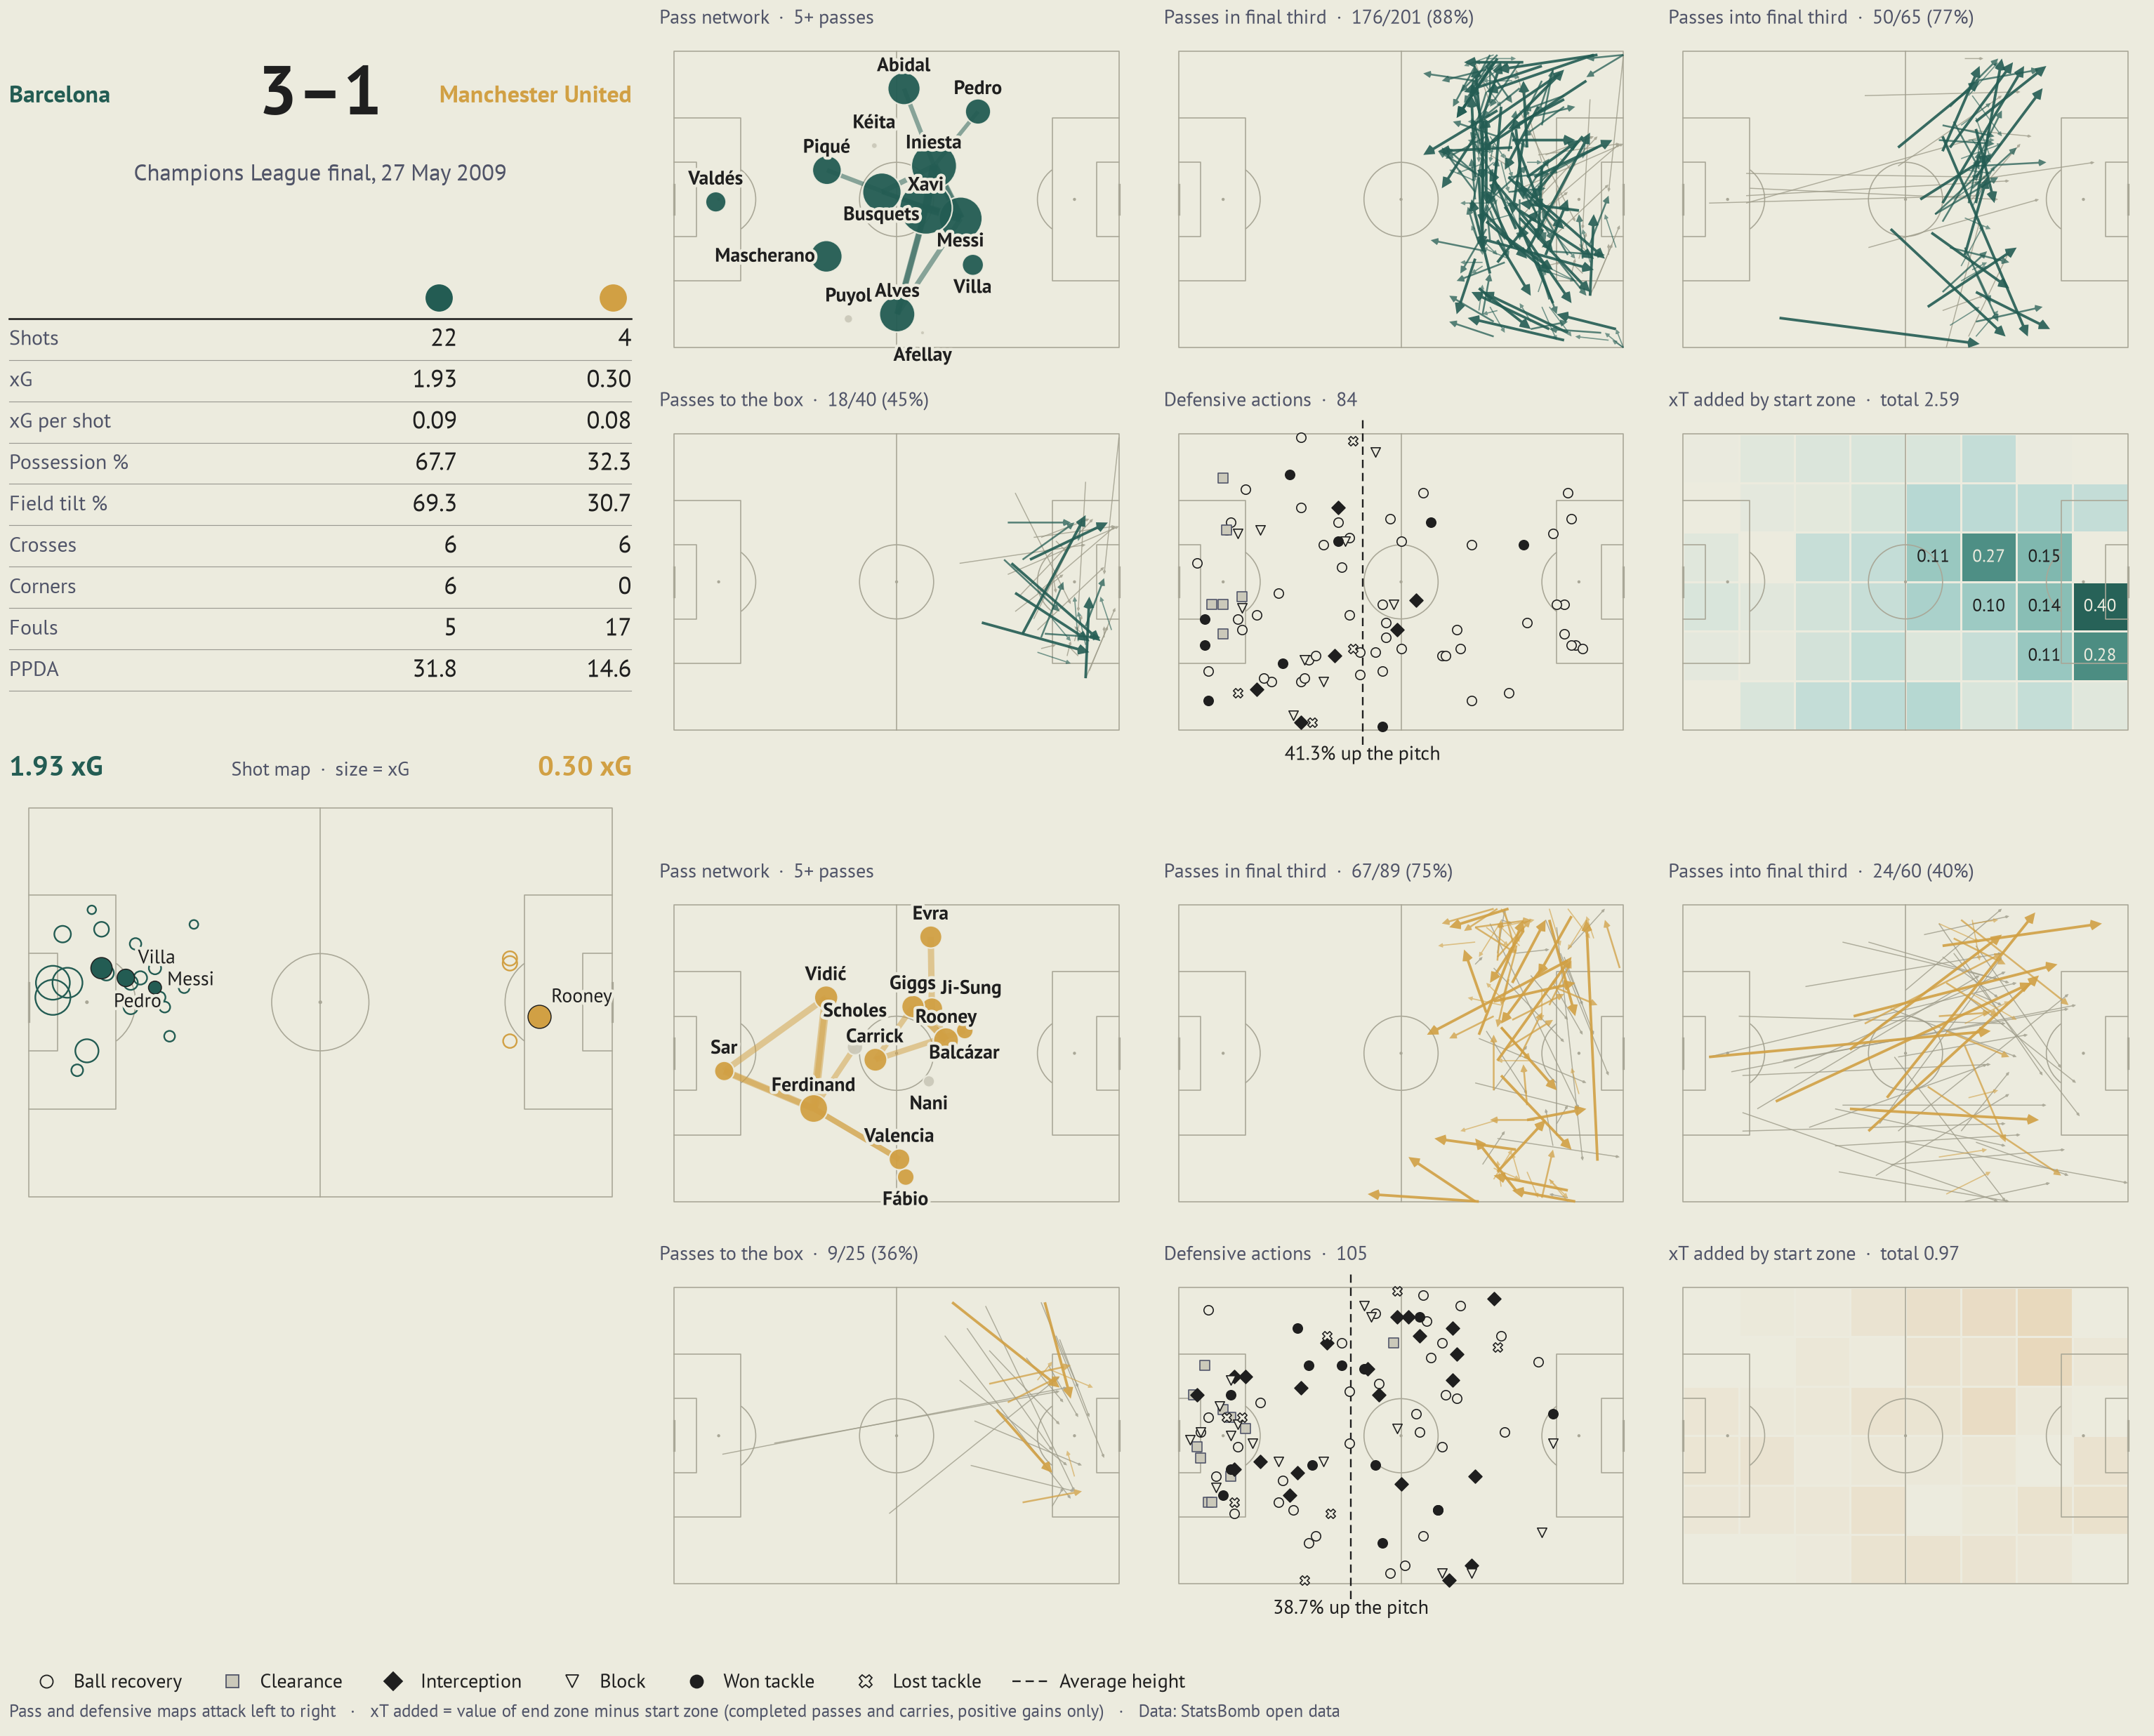 Barcelona
3–1
Manchester United
Champions League final, 27 May 2009
Shots 22 4
xG 1.93 0.30
xG per shot 0.09 0.08
Possession % 67.7 32.3
Field tilt % 69.3 30.7
Crosses 6 6
Corners 6 0
Fouls 5 17
PPDA 31.8 14.6
1.93 xG
Shot map · size = xG
0.30 xG
Villa
Messi
Pedro
Rooney
Pass network · 5+ passes
Abidal
Pedro
Kéita
Iniesta
Piqué
Valdés
Xavi
Busquets
Messi
Mascherano
Villa
Puyol
Alves
Afellay
Passes in final third · 176/201 (88%)
Passes into final third · 50/65 (77%)
Passes to the box · 18/40 (45%)
Defensive actions · 84
41.3% up the pitch
xT added by start zone · total 2.59
0.11 0.27 0.15
0.10 0.14 0.40
0.11 0.28
Pass network · 5+ passes
Evra
Vidić
Giggs
Ji-Sung
Scholes
Rooney
Carrick
Sar
Balcázar
Ferdinand
Nani
Valencia
Fábio
Passes in final third · 67/89 (75%)
Passes into final third · 24/60 (40%)
Passes to the box · 9/25 (36%)
Defensive actions · 105
38.7% up the pitch
xT added by start zone · total 0.97
Ball recovery
Clearance
Interception
Block
Won tackle
Lost tackle
Average height
Pass and defensive maps attack left to right · xT added = value of end zone minus start zone (completed passes and carries, positive gains only) · Data: StatsBomb open data